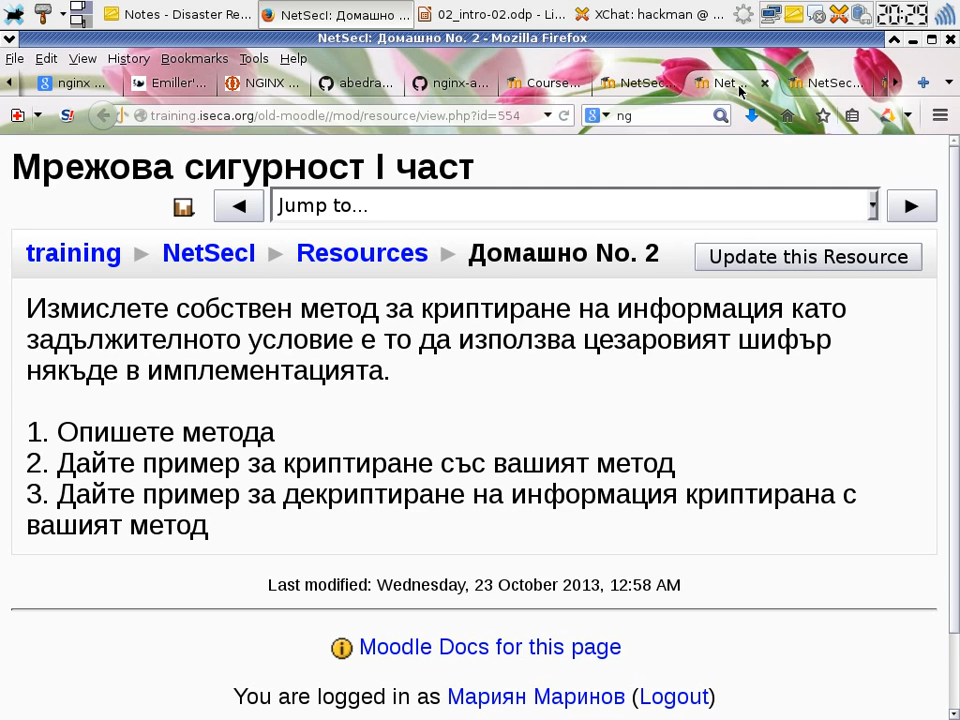 Notes - Disaster Re...
NetSecI: Домашно ...
02_intro-02.odp - Li...
XChat: hackman @ ...
20:29
NetSecI: Домашно No. 2 - Mozilla Firefox
File Edit View History Bookmarks Tools Help
nginx ...
Emiller'...
NGINX ...
abedra...
nginx-a...
Course...
NetSec...
Net...
NetSec...
training.iseca.org/old-moodle//mod/resource/view.php?id=554
ng
Мрежова сигурност I част
Jump to...
training ► NetSecI ► Resources ► Домашно No. 2
Update this Resource
Измислете собствен метод за криптиране на информация като
задължителното условие е то да използва цезаровият шифър
някъде в имплементацията.
1. Опишете метода
2. Дайте пример за криптиране със вашият метод
3. Дайте пример за декриптиране на информация криптирана с
вашият метод
Last modified: Wednesday, 23 October 2013, 12:58 AM
Moodle Docs for this page
You are logged in as Мариян Маринов (Logout)